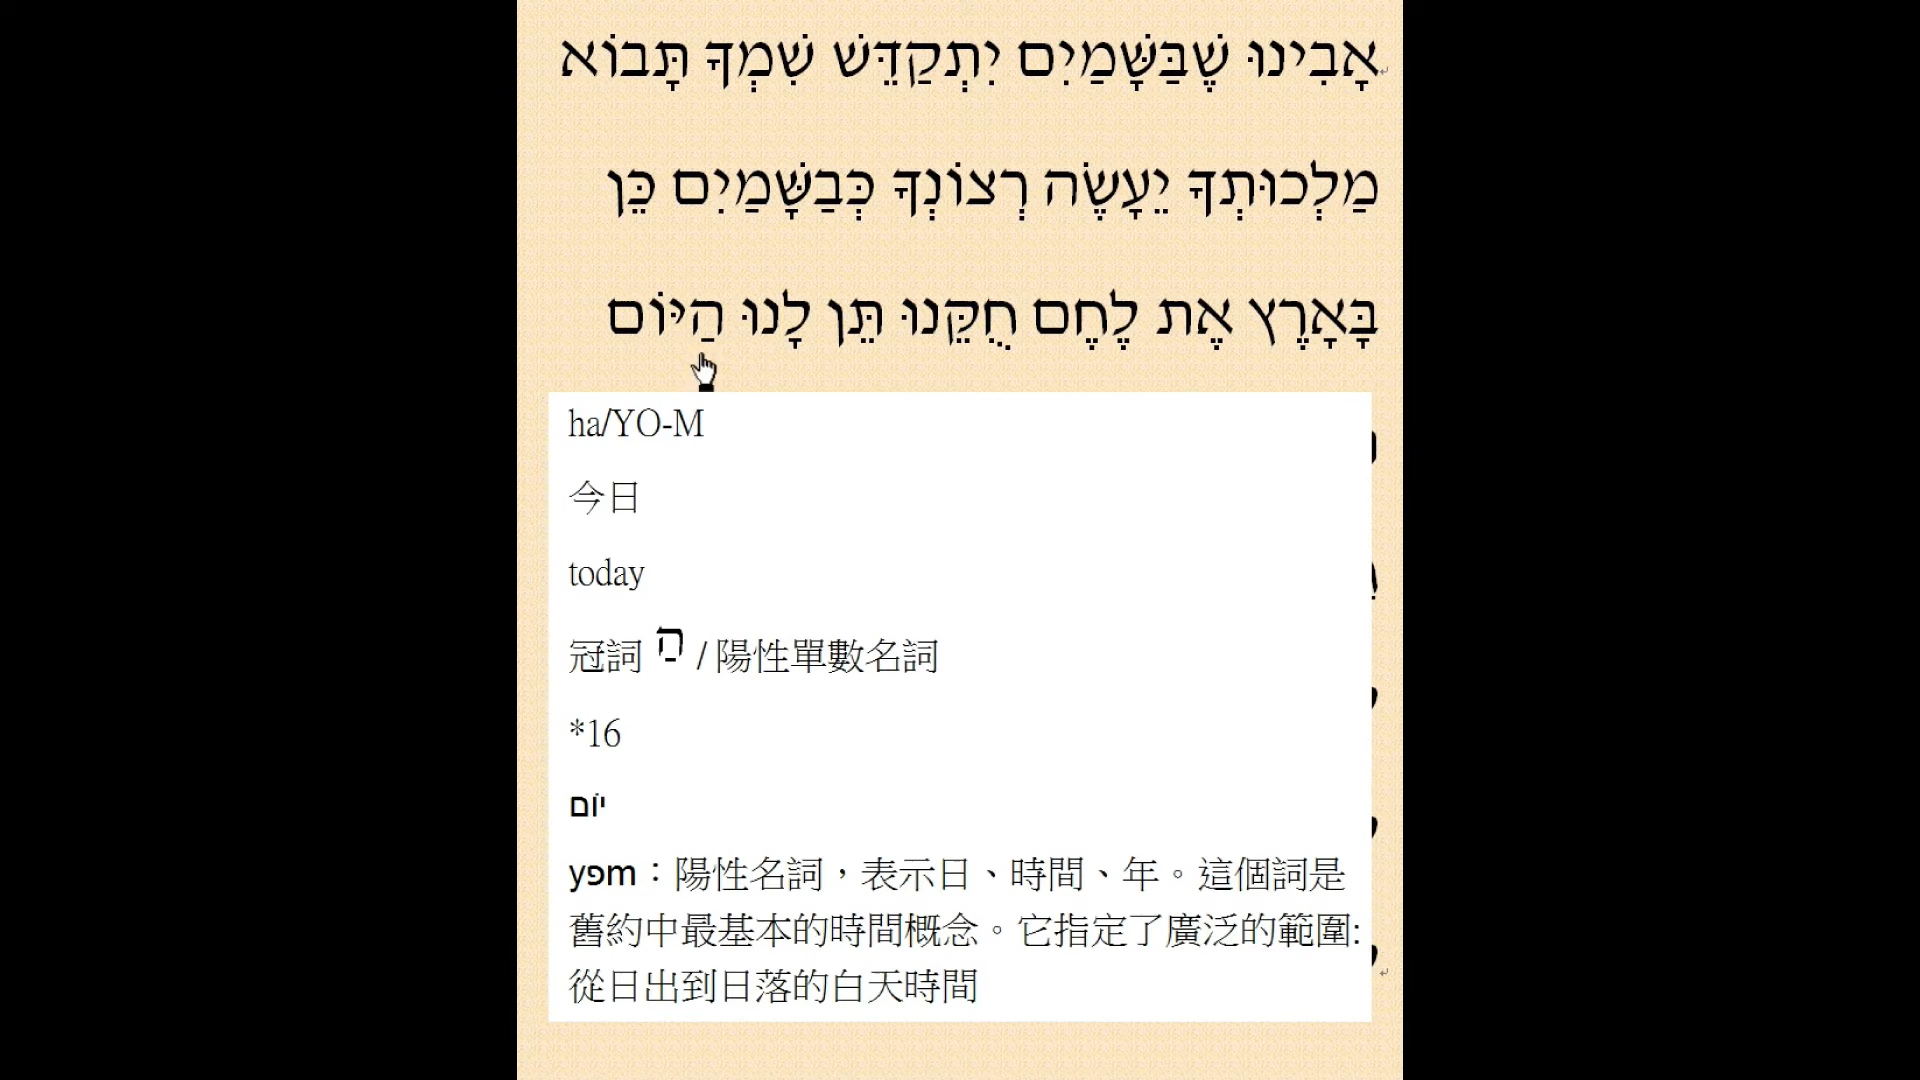 אָבִינוּ שֶׁבַּשָּׁמַיִם יִתְקַדֵּשׁ שִׁמְךָ תָּבוֹא
מַלְכוּתְךָ יֵעָשֶׂה רְצוֹנְךָ כְּבַשָּׁמַיִם כֵּן
בָּאָרֶץ אֶת לֶחֶם חֻקֵּנוּ תֵּן לָנוּ הַיּוֹם
ha/YO-M
今日
today
冠詞 הַ / 陽性單數名詞
*16
יוֹם
yפm：陽性名詞，表示日、時間、年。這個詞是
舊約中最基本的時間概念。它指定了廣泛的範圍:
從日出到日落的白天時間